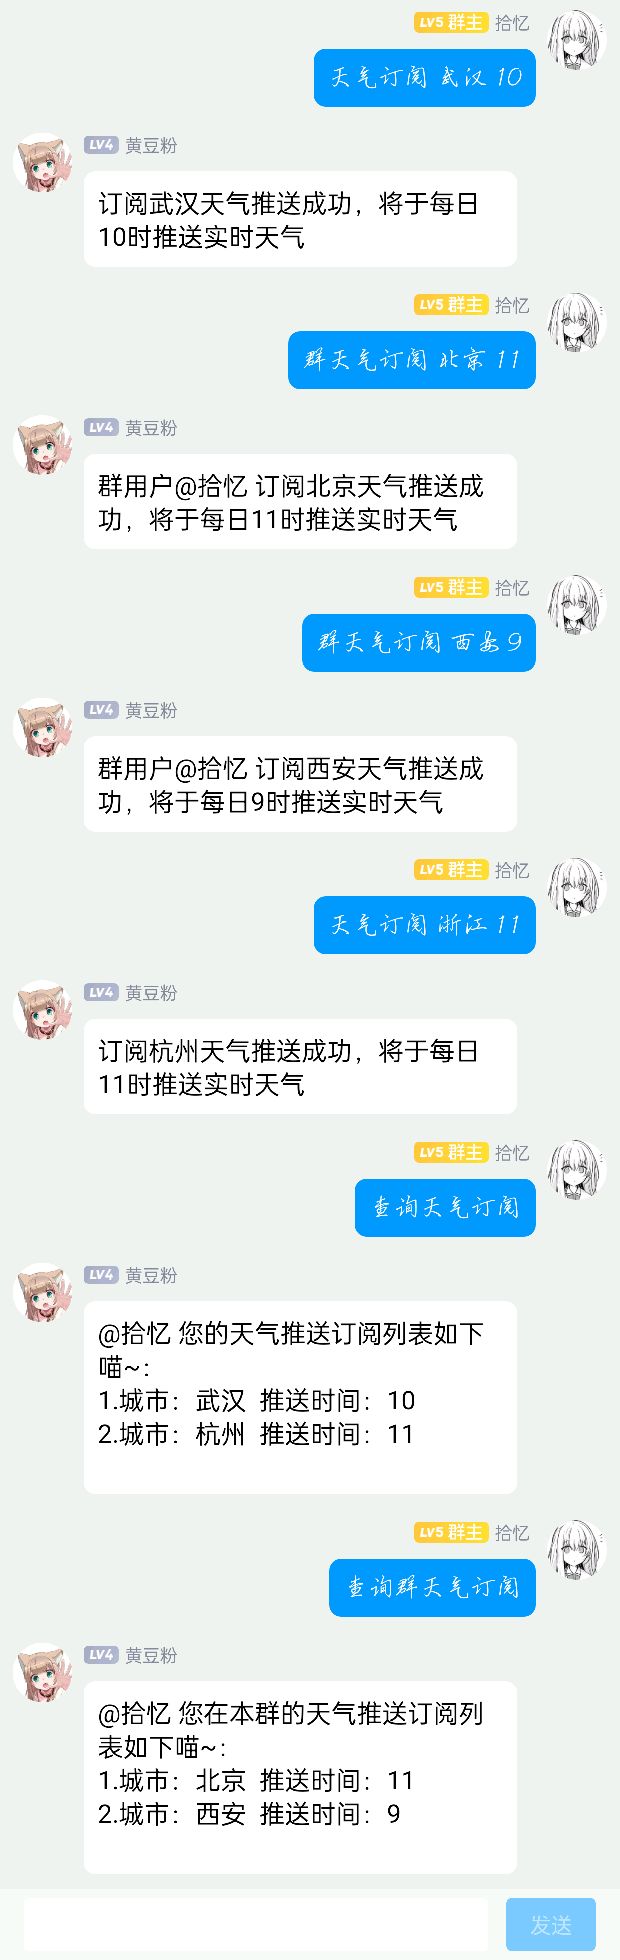 LV5 群主 拾忆
天气订阅 武汉 10
LV4 黄豆粉
订阅武汉天气推送成功，将于每日
10时推送实时天气
LV5 群主 拾忆
群天气订阅 北京 11
LV4 黄豆粉
群用户@拾忆 订阅北京天气推送成
功，将于每日11时推送实时天气
LV5 群主 拾忆
群天气订阅 西安 9
LV4 黄豆粉
群用户@拾忆 订阅西安天气推送成
功，将于每日9时推送实时天气
LV5 群主 拾忆
天气订阅 浙江 11
LV4 黄豆粉
订阅杭州天气推送成功，将于每日
11时推送实时天气
LV5 群主 拾忆
查询天气订阅
LV4 黄豆粉
@拾忆 您的天气推送订阅列表如下
喵~:
1.城市：武汉 推送时间：10
2.城市：杭州 推送时间：11
LV5 群主 拾忆
查询群天气订阅
LV4 黄豆粉
@拾忆 您在本群的天气推送订阅列
表如下喵~:
1.城市：北京 推送时间：11
2.城市：西安 推送时间：9
发送